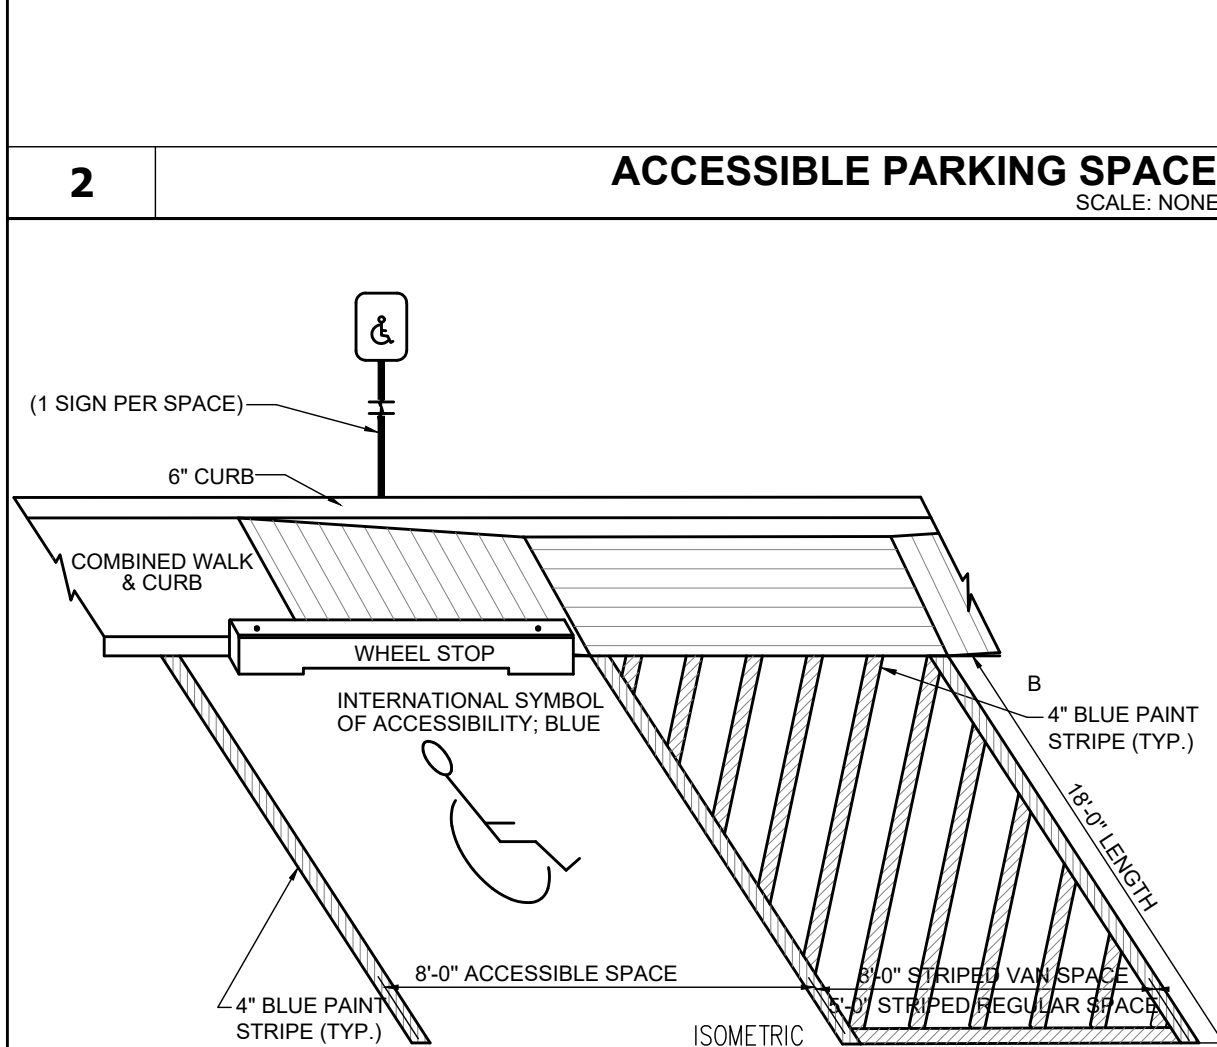 2
ACCESSIBLE PARKING SPACE
SCALE: NONE
(1 SIGN PER SPACE)
6" CURB
COMBINED WALK
& CURB
WHEEL STOP
INTERNATIONAL SYMBOL
OF ACCESSIBILITY; BLUE
B
4" BLUE PAINT
STRIPE (TYP.)
18'-0" LENGTH
8'-0" ACCESSIBLE SPACE
8'-0" STRIPED VAN SPACE
5'-0" STRIPED REGULAR SPACE
4" BLUE PAINT
STRIPE (TYP.)
ISOMETRIC